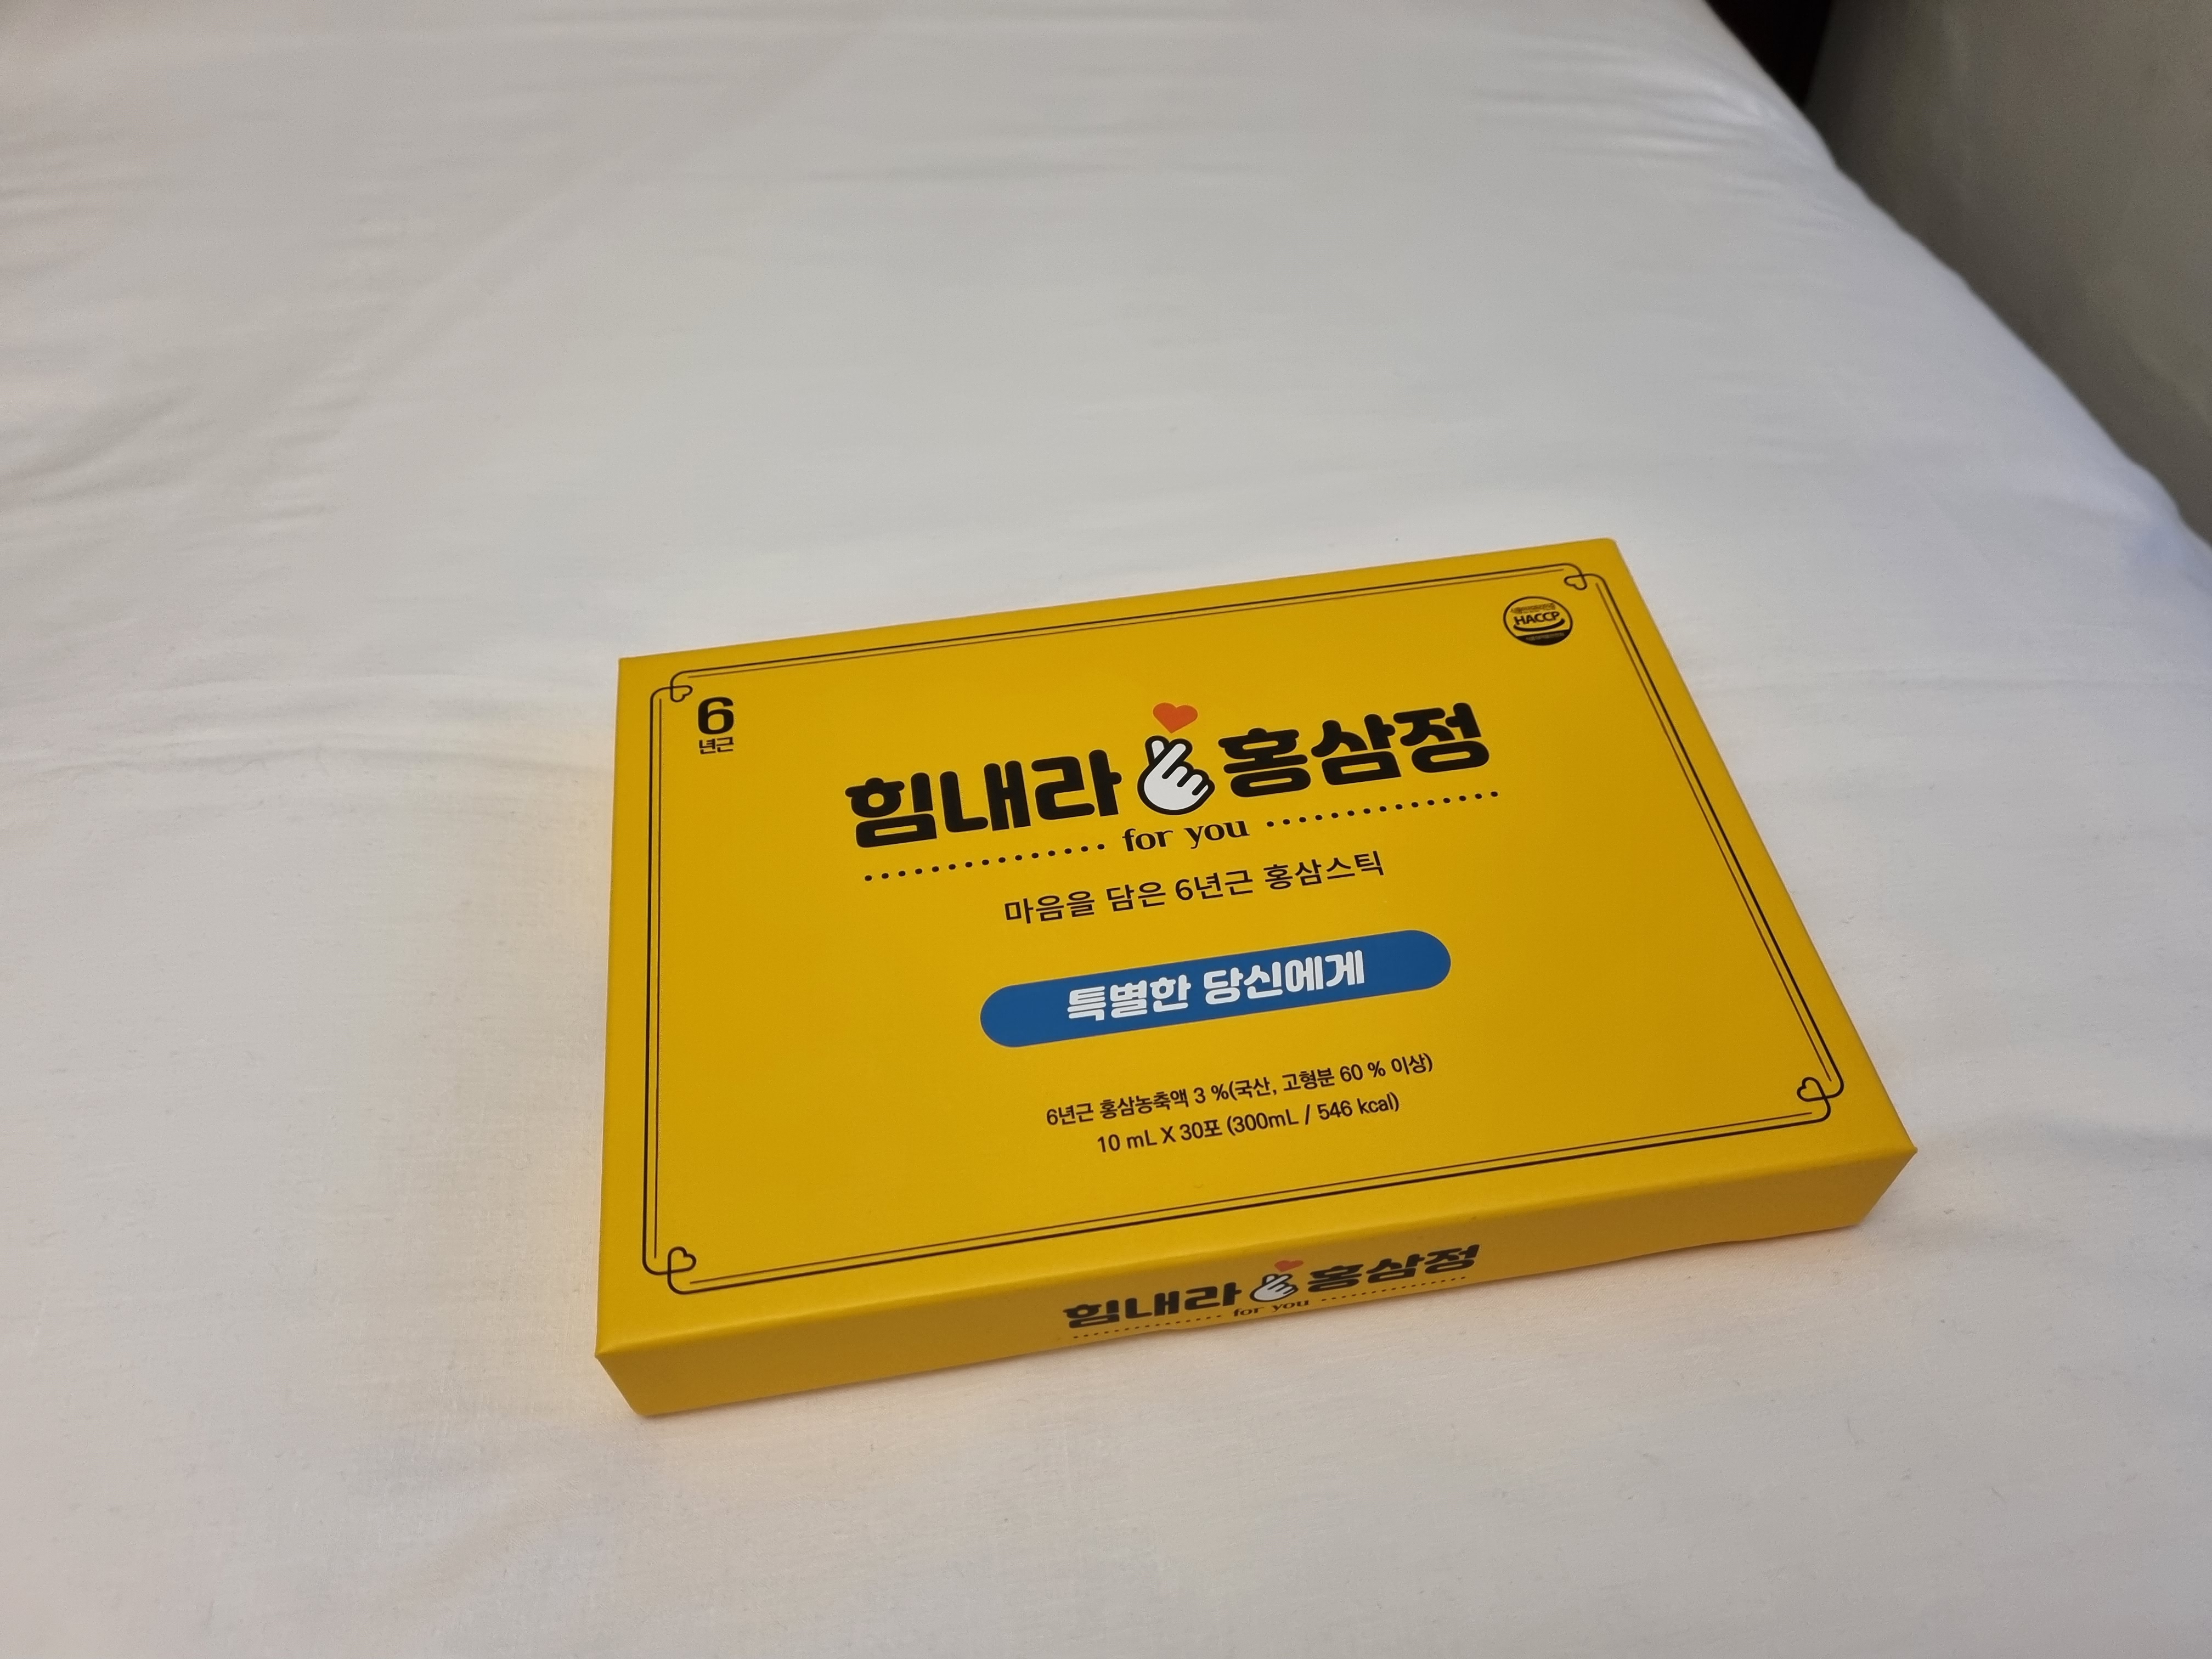 HACCP
6
년근
힘내라 홍삼정
for you
마음을 담은 6년근 홍삼스틱
특별한 당신에게
6년근 홍삼농축액 3 %(국산, 고형분 60 % 이상)
10 mL X 30포 (300mL / 546 kcal)
힘내라 홍삼정
for you